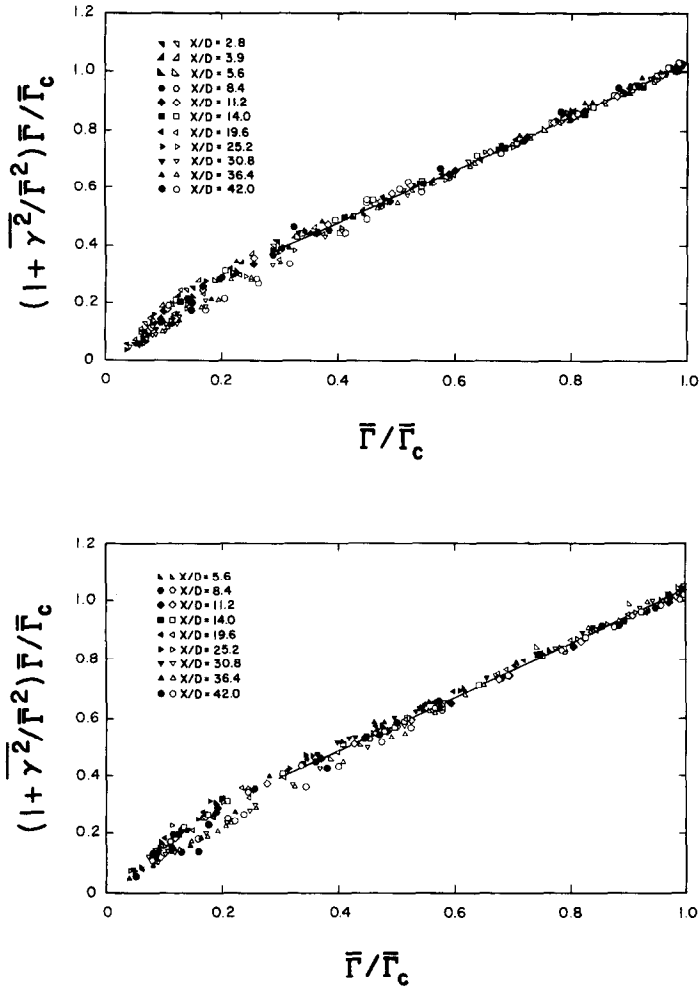 1.2
1.0
0.8
0.6
0.4
0.2
0
(1 + γ²/Γ̄²) Γ̄/Γ̄c
X/D = 2.8
X/D = 3.9
X/D = 5.6
X/D = 8.4
X/D = 11.2
X/D = 14.0
X/D = 19.6
X/D = 25.2
X/D = 30.8
X/D = 36.4
X/D = 42.0
0 0.2 0.4 0.6 0.8 1.0
Γ̄/Γ̄c
1.2
1.0
0.8
0.6
0.4
0.2
0
(1 + γ²/Γ̄²) Γ̄/Γ̄c
X/D = 5.6
X/D = 8.4
X/D = 11.2
X/D = 14.0
X/D = 19.6
X/D = 25.2
X/D = 30.8
X/D = 36.4
X/D = 42.0
0 0.2 0.4 0.6 0.8 1.0
Γ̄/Γ̄c